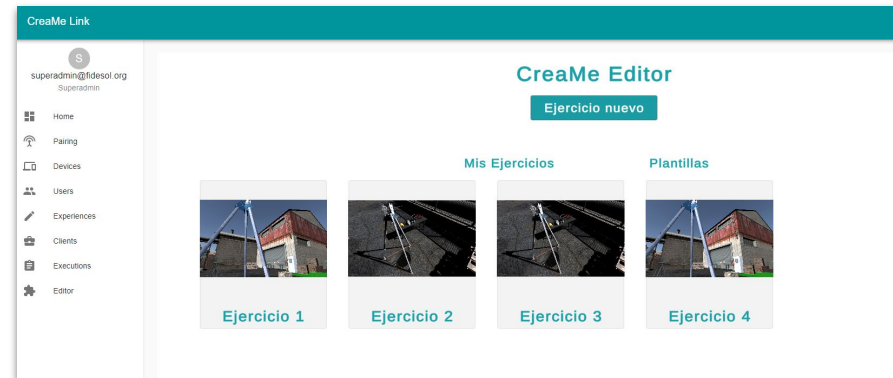 CreaMe Link
S
superadmin@fidesol.org
Superadmin
Home
Pairing
Devices
Users
Experiences
Clients
Executions
Editor
CreaMe Editor
Ejercicio nuevo
Mis Ejercicios
Plantillas
Ejercicio 1
Ejercicio 2
Ejercicio 3
Ejercicio 4